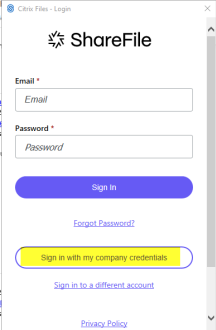 Citrix Files - Login
ShareFile
Email *
Email
Password *
Password
Sign In
Forgot Password?
Sign in with my company credentials
Sign in to a different account
Privacy Policy